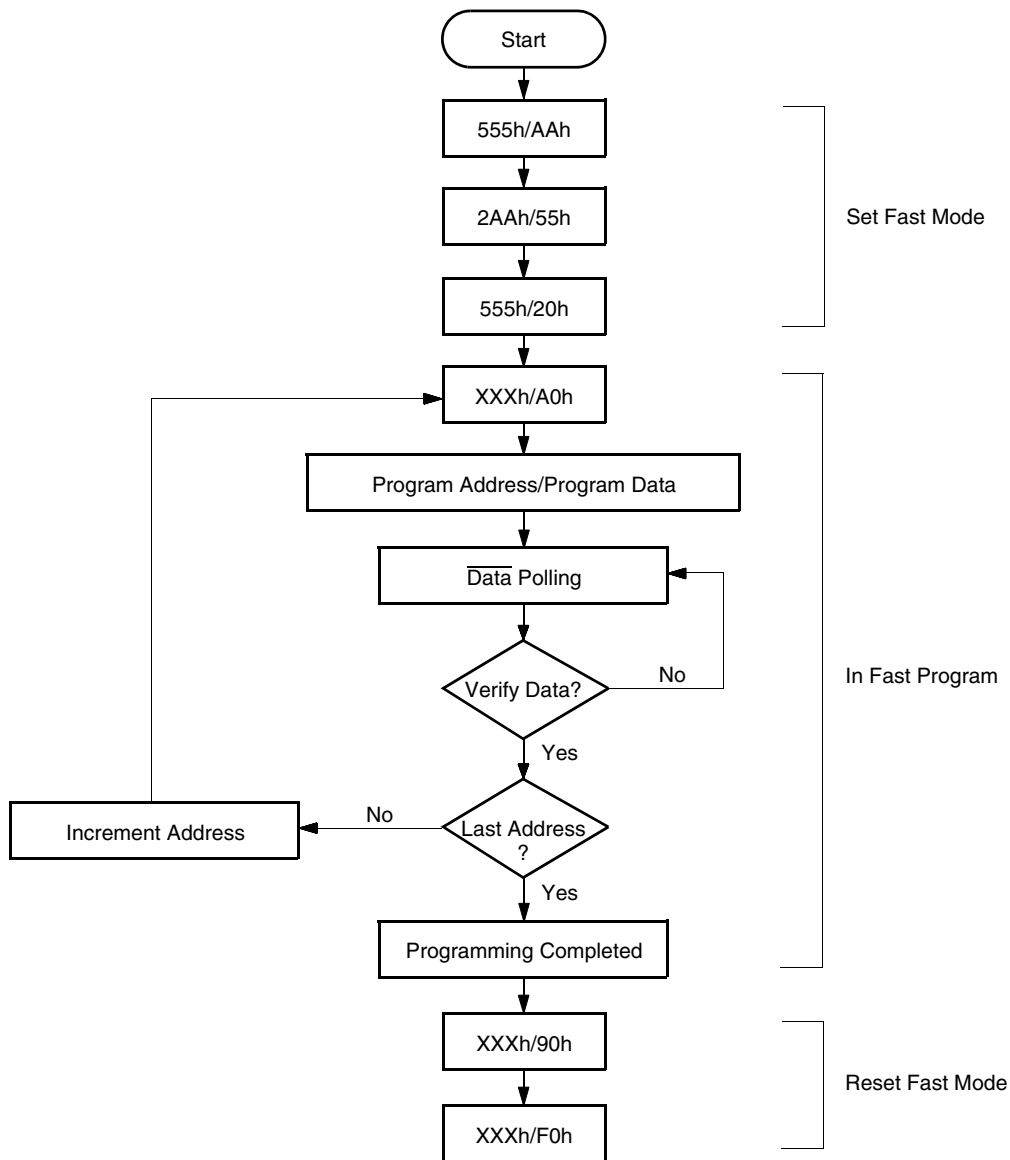 Start
555h/AAh
2AAh/55h
Set Fast Mode
555h/20h
XXXh/A0h
Program Address/Program Data
Data Polling
Verify Data?
No
In Fast Program
Yes
Increment Address
No
Last Address
?
Yes
Programming Completed
XXXh/90h
Reset Fast Mode
XXXh/F0h